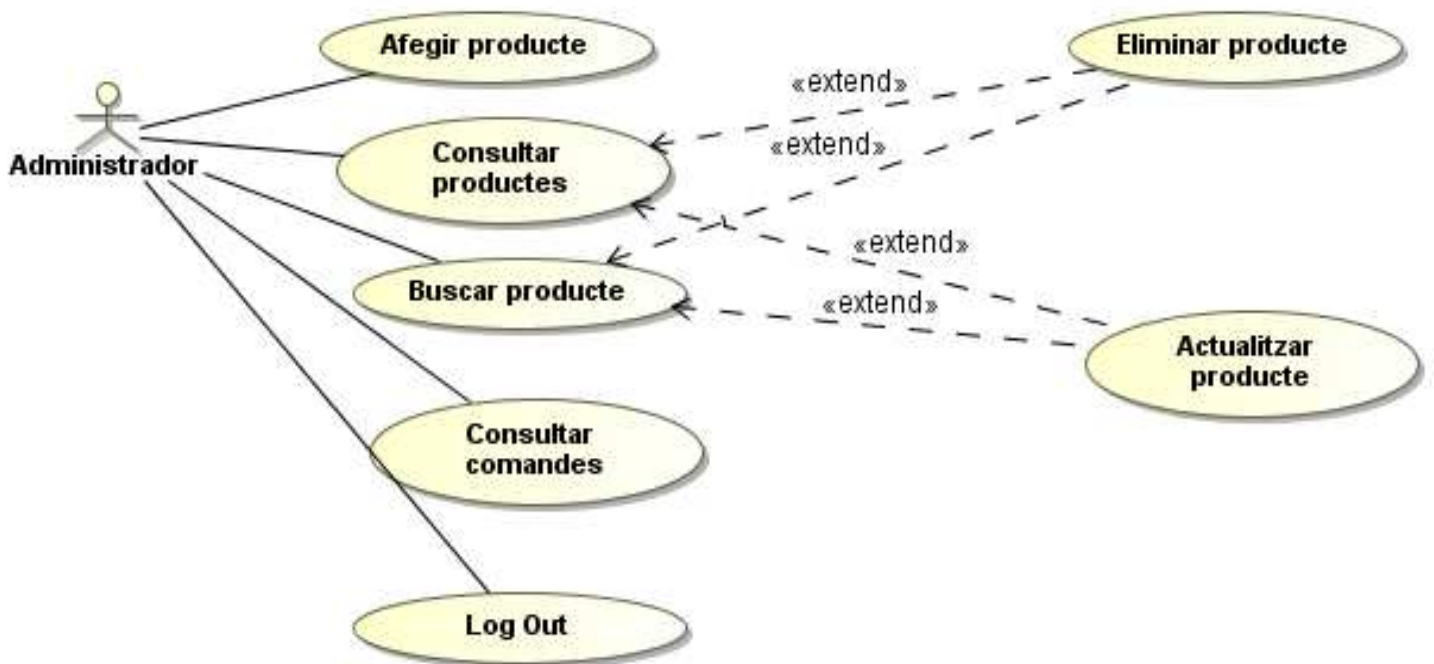 Afegir producte
Eliminar producte
«extend»
Consultar
productes
«extend»
Administrador
«extend»
Buscar producte
«extend»
Actualitzar
producte
Consultar
comandes
Log Out